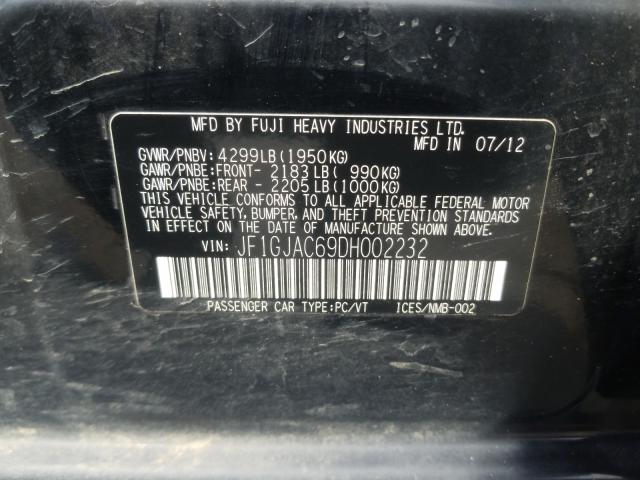 MFD BY FUJI HEAVY INDUSTRIES LTD.
MFD IN 07/12
GVWR/PNBV: 4299LB(1950KG)
GAWR/PNBE:FRONT- 2183LB( 990KG)
GAWR/PNBE:REAR - 2205LB(1000KG)
THIS VEHICLE CONFORMS TO ALL APPLICABLE FEDERAL MOTOR
VEHICLE SAFETY, BUMPER, AND THEFT PREVENTION STANDARDS
IN EFFECT ON THE DATE OF MANUFACTURE SHOWN ABOVE.
VIN: JF1GJAC69DH002232
PASSENGER CAR TYPE:PC/VT ICES/NMB-002